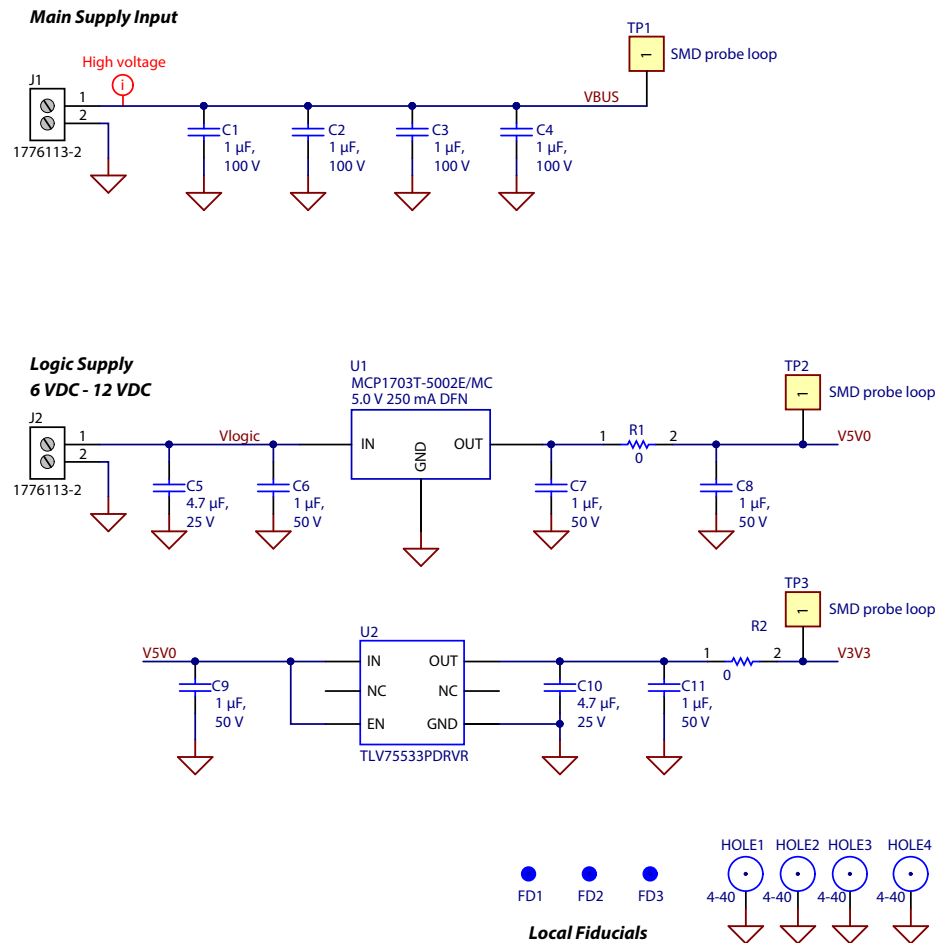 Main Supply Input
TP1
1
SMD probe loop
High voltage
i
J1
1
2
1776113-2
VBUS
C1
1 µF,
100 V
C2
1 µF,
100 V
C3
1 µF,
100 V
C4
1 µF,
100 V
Logic Supply
6 VDC - 12 VDC
J2
1
2
1776113-2
Vlogic
C5
4.7 µF,
25 V
C6
1 µF,
50 V
U1
MCP1703T-5002E/MC
5.0 V 250 mA DFN
IN
GND
OUT
C7
1 µF,
50 V
R1
1
2
0
C8
1 µF,
50 V
TP2
1
SMD probe loop
V5V0
V5V0
C9
1 µF,
50 V
U2
IN
OUT
NC
NC
EN
GND
TLV75533PDRVR
C10
4.7 µF,
25 V
C11
1 µF,
50 V
R2
1
2
0
TP3
1
SMD probe loop
V3V3
FD1
FD2
FD3
Local Fiducials
HOLE1
HOLE2
HOLE3
HOLE4
4-40
4-40
4-40
4-40